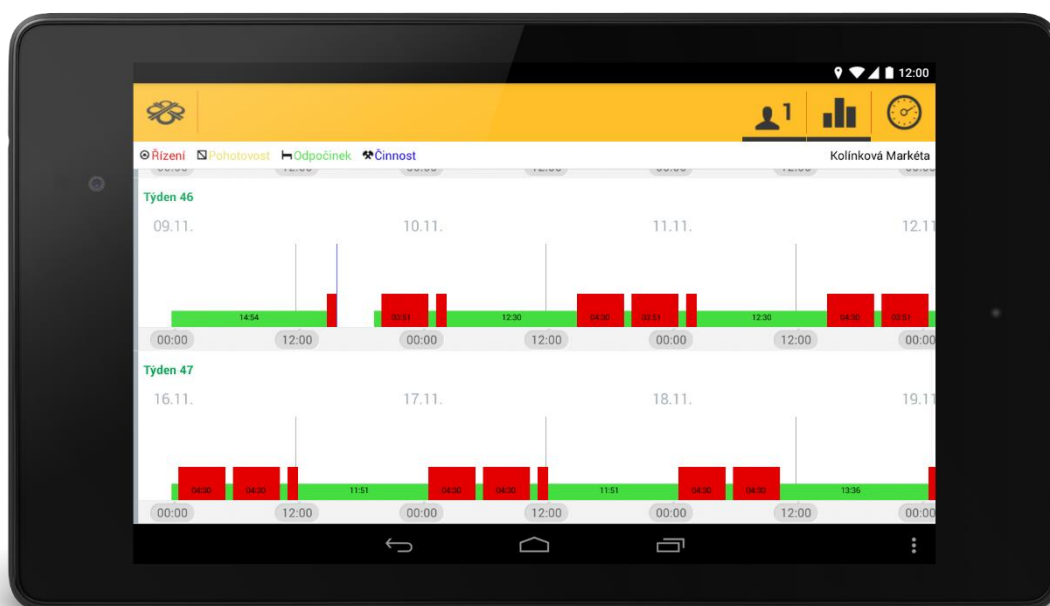 12:00
1
Řízení Pohotovost Odpočinek Činnost Kolínková Markéta
Týden 46
09.11. 10.11. 11.11. 12.11
14:54 03:51 12:30 04:30 03:51 12:30 04:30 03:51
00:00 12:00 00:00 12:00 00:00 12:00 00:00
Týden 47
16.11. 17.11. 18.11. 19.11
04:30 04:30 11:51 04:30 04:30 11:51 04:30 04:30 13:36
00:00 12:00 00:00 12:00 00:00 12:00 00:00